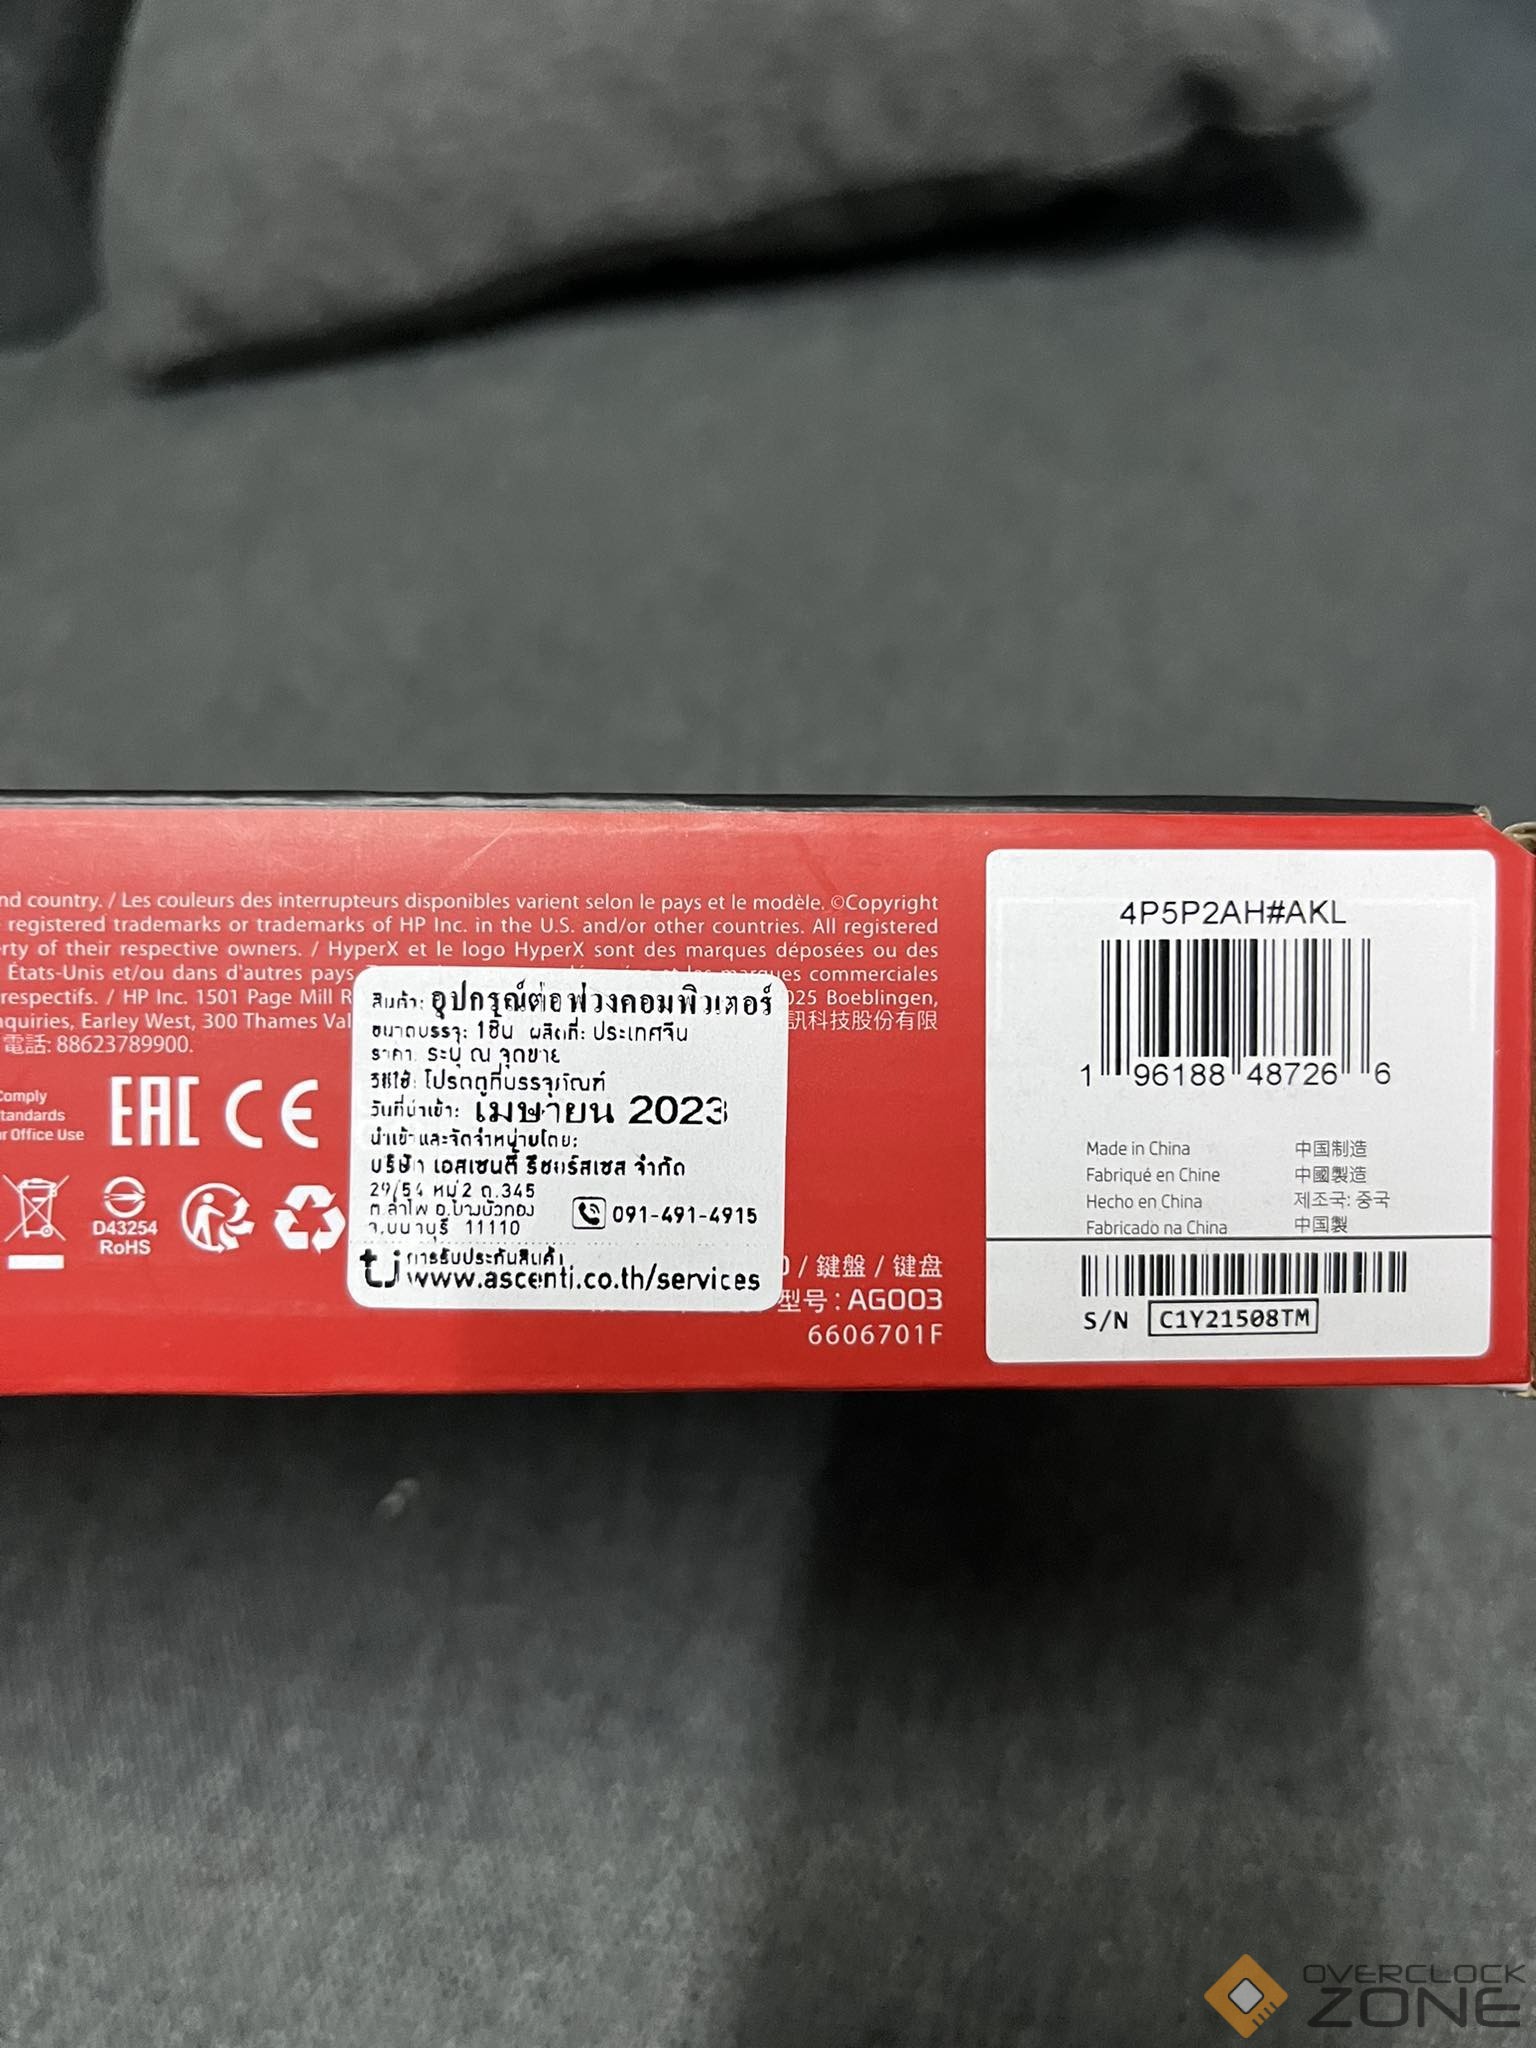 nd country. / Les couleurs des interrupteurs disponibles varient selon le pays et le modèle. ©Copyright
registered trademarks or trademarks of HP Inc. in the U.S. and/or other countries. All registered
erty of their respective owners. / HyperX et le logo HyperX sont des marques déposées ou des
États-Unis et/ou dans d'autres pays. marques commerciales
respectifs. / HP Inc. 1501 Page Mill R 025 Boeblingen,
nquiries, Earley West, 300 Thames Val 訊科技股份有限
電話: 88623789900.
Comply
tandards
or Office Use
EAC CE
D43254
RoHS
สินค้า: อุปกรณ์ต่อพ่วงคอมพิวเตอร์
ขนาดบรรจุ: 1ชิ้น ผลิตที่: ประเทศจีน
ราคา: ระบุ ณ จุดขาย
วิธีใช้: โปรดดูที่บรรจุภัณฑ์
วันที่นำเข้า: เมษายน 2023
นำเข้าและจัดจำหน่ายโดย:
บริษัท เอสเซนตี้ รีซอร์สเซส จำกัด
29/54 หมู่2 ถ.345
ต.ลำโพ อ.บางบัวทอง
จ.นนทบุรี 11110
091-491-4915
การรับประกันสินค้า
www.ascenti.co.th/services
/ 鍵盤 / 键盘
型号: AG003
6606701F
4P5P2AH#AKL
1 96188 48726 6
Made in China 中国制造
Fabriqué en Chine 中國製造
Hecho en China 제조국: 중국
Fabricado na China 中国製
S/N C1Y21508TM
OVERCLOCK
ZONE